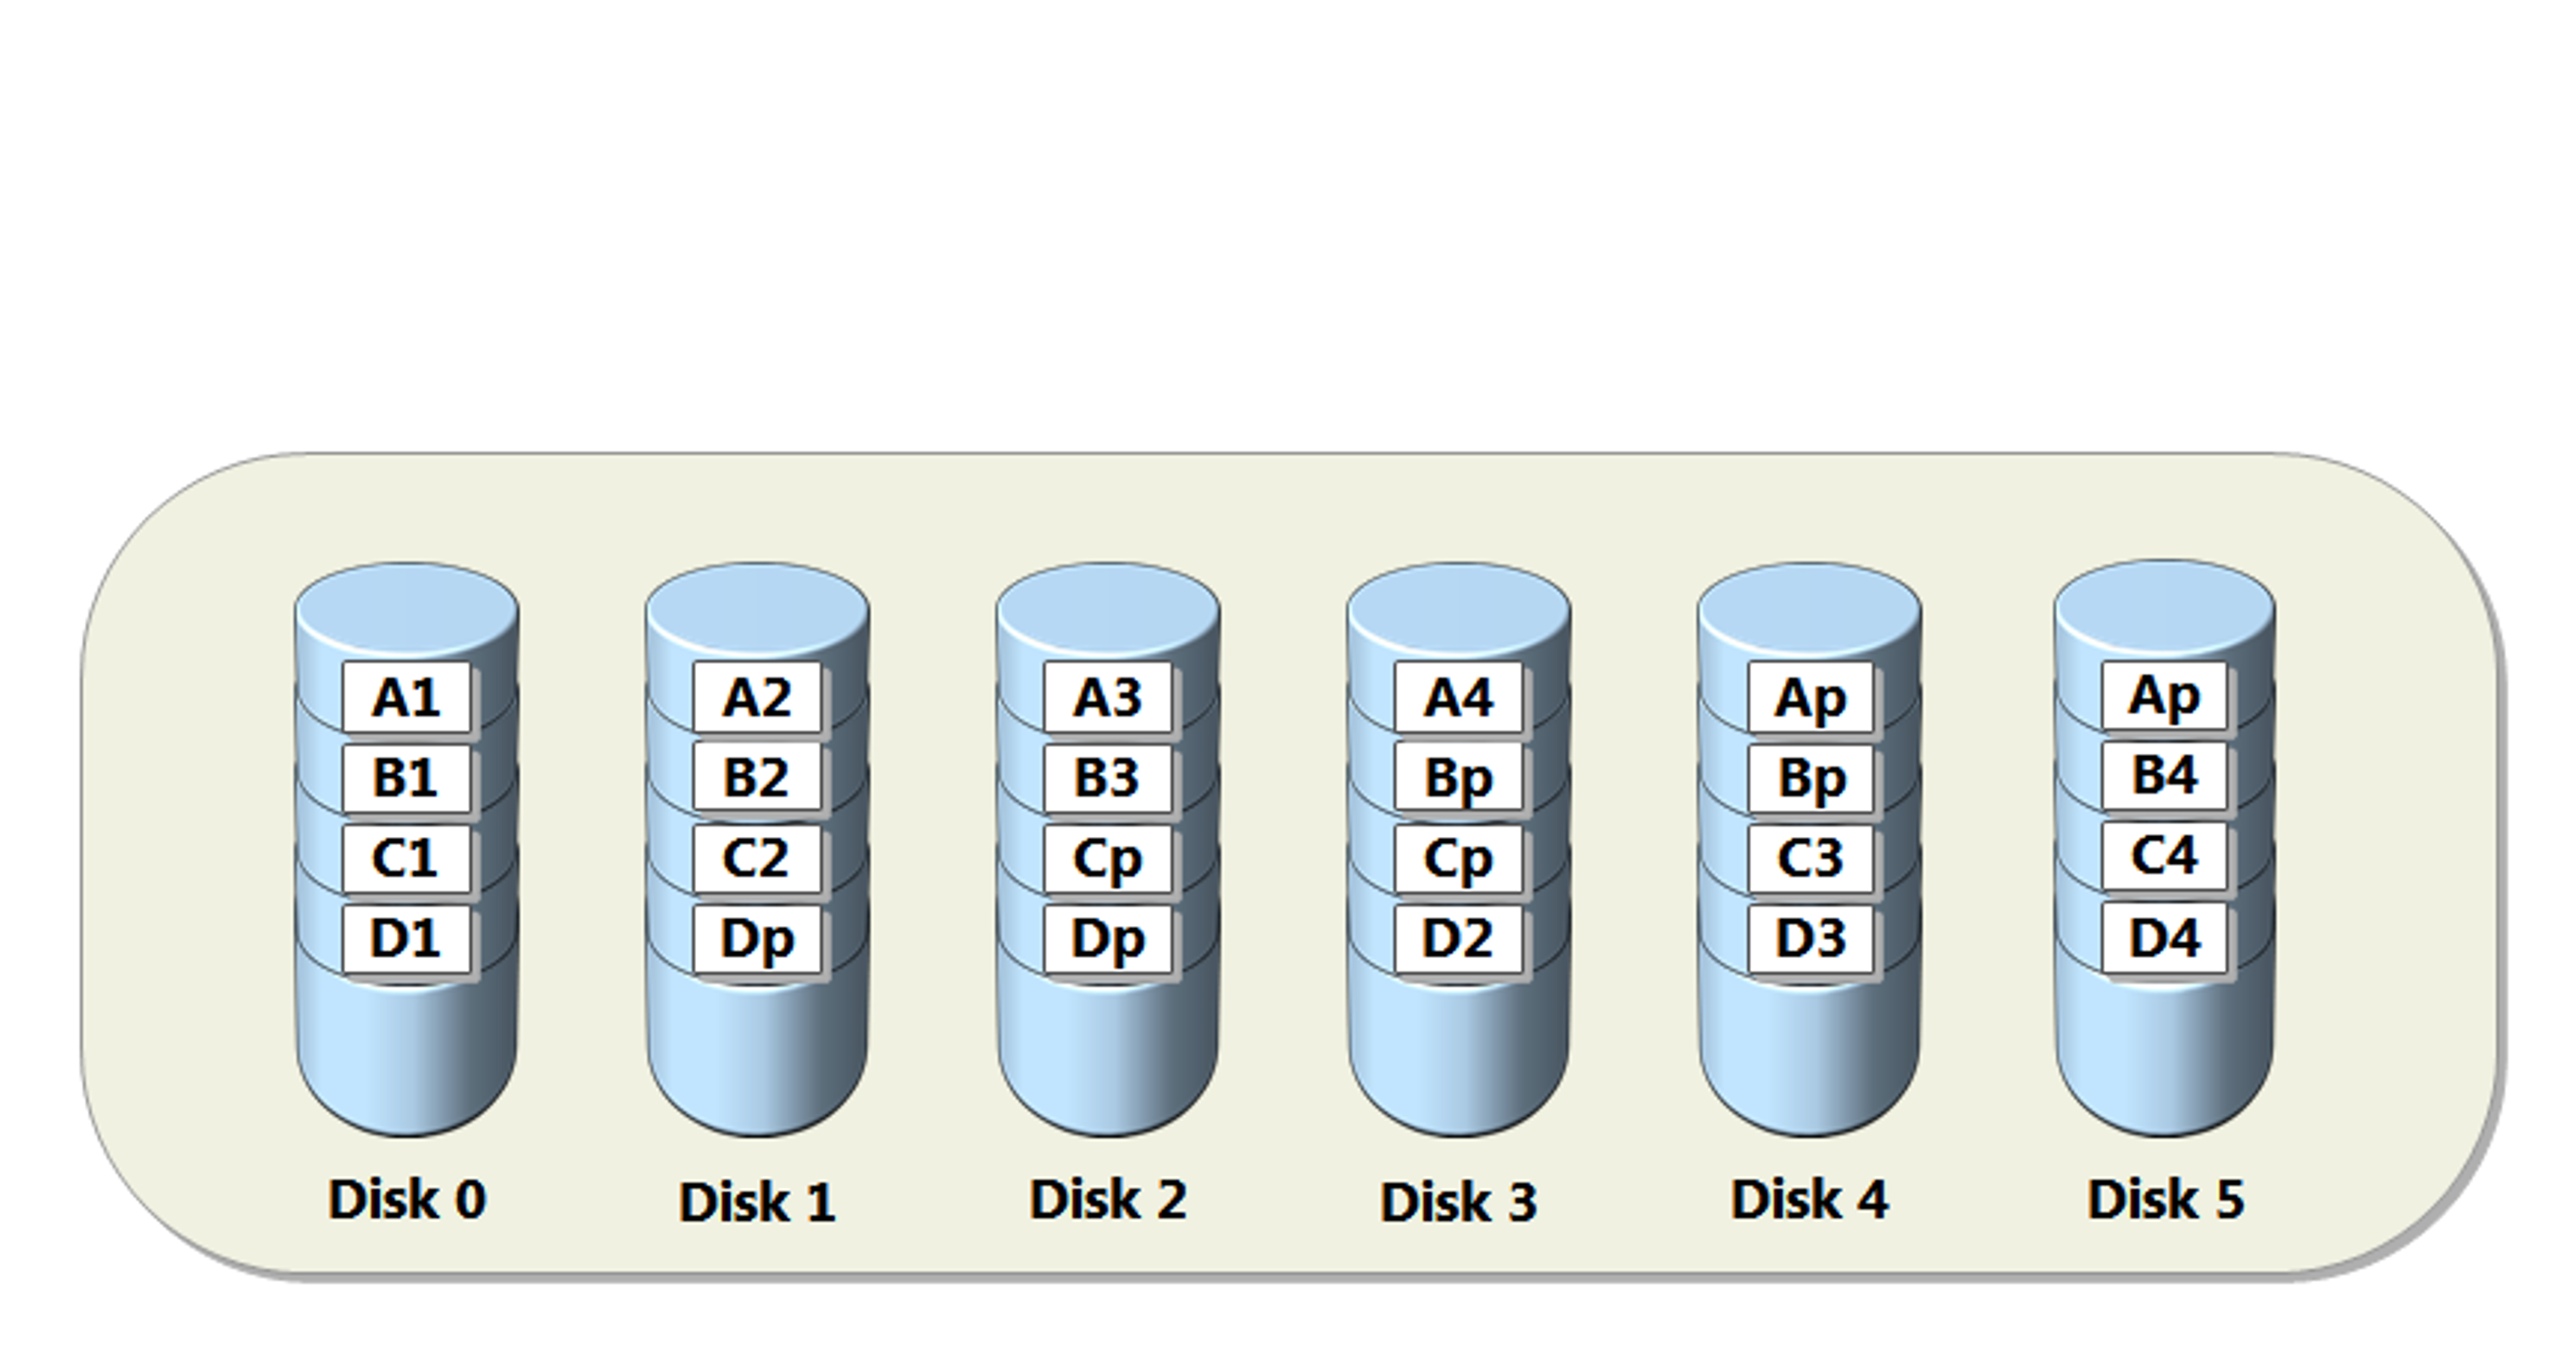 A1 A2 A3 A4 Ap Ap
B1 B2 B3 Bp Bp B4
C1 C2 Cp Cp C3 C4
D1 Dp Dp D2 D3 D4
Disk 0 Disk 1 Disk 2 Disk 3 Disk 4 Disk 5